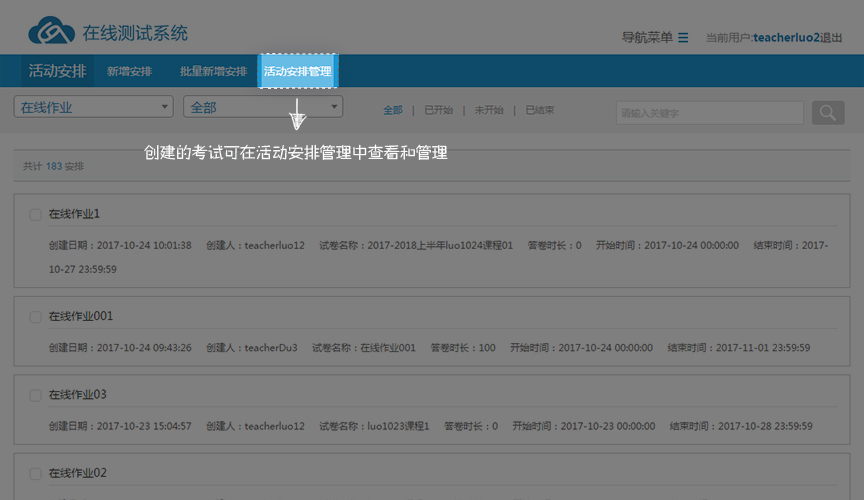 在线测试系统
导航菜单
当前用户:teacherluo2退出
活动安排 新增安排 批量新增安排 活动安排管理
在线作业 全部 全部 | 已开始 | 未开始 | 已结束 请输入关键字
创建的考试可在活动安排管理中查看和管理
共计 183 安排
在线作业1
创建日期：2017-10-24 10:01:38 创建人：teacherluo12 试卷名称：2017-2018上半年luo1024课程01 答卷时长：0 开始时间：2017-10-24 00:00:00 结束时间：2017-
10-27 23:59:59
在线作业001
创建日期：2017-10-24 09:43:26 创建人：teacherDu3 试卷名称：在线作业001 答卷时长：100 开始时间：2017-10-24 00:00:00 结束时间：2017-11-01 23:59:59
在线作业03
创建日期：2017-10-23 15:04:57 创建人：teacherluo12 试卷名称：luo1023课程1 答卷时长：0 开始时间：2017-10-23 00:00:00 结束时间：2017-10-28 23:59:59
在线作业02